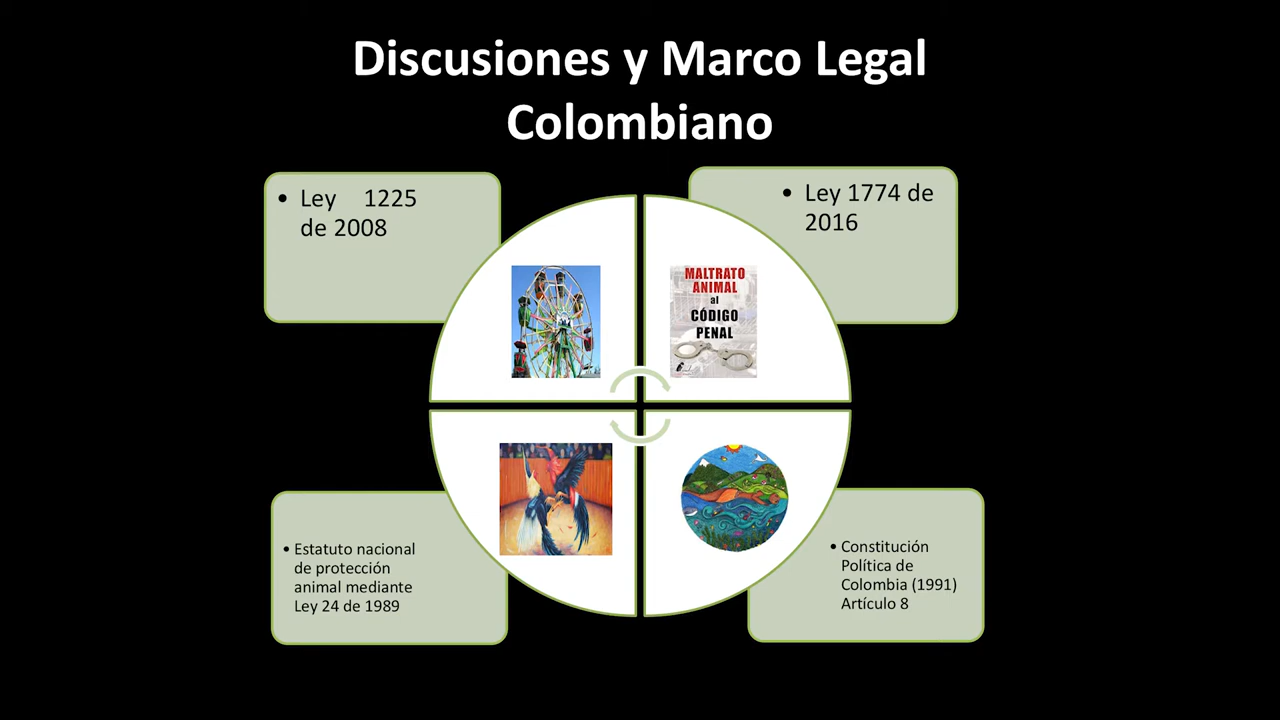 Discusiones y Marco Legal
Colombiano
• Ley 1225
de 2008
• Ley 1774 de
2016
MALTRATO
ANIMAL
al
CÓDIGO
PENAL
• Estatuto nacional
de protección
animal mediante
Ley 24 de 1989
• Constitución
Política de
Colombia (1991)
Artículo 8